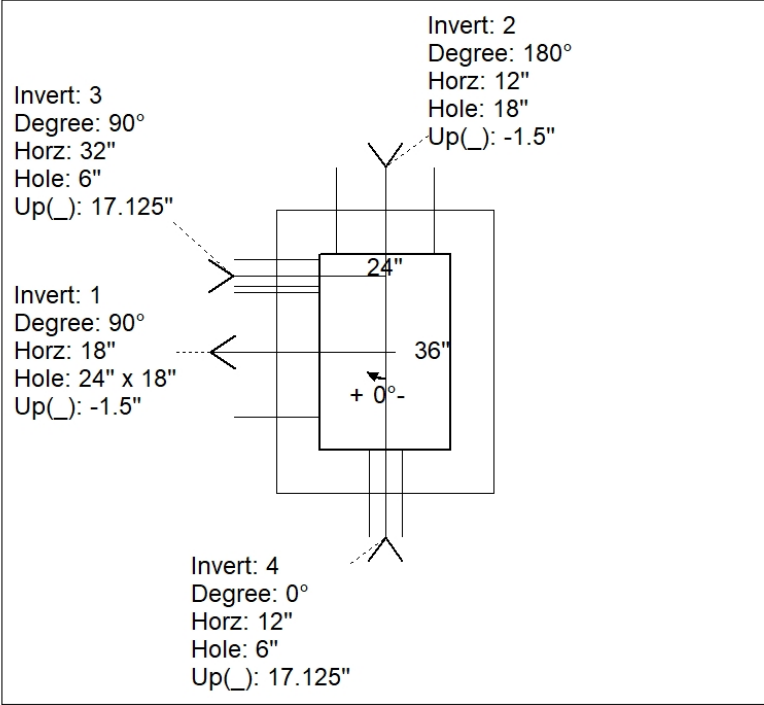 Invert: 2
Degree: 180°
Horz: 12"
Hole: 18"
Up(_): -1.5"
Invert: 3
Degree: 90°
Horz: 32"
Hole: 6"
Up(_): 17.125"
24"
Invert: 1
Degree: 90°
Horz: 18"
Hole: 24" x 18"
Up(_): -1.5"
36"
+ 0°-
Invert: 4
Degree: 0°
Horz: 12"
Hole: 6"
Up(_): 17.125"